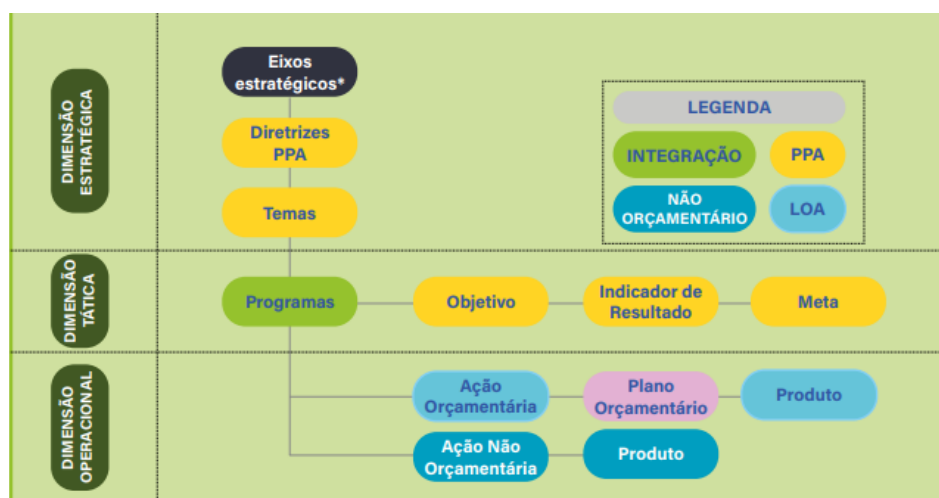 DIMENSÃO
ESTRATÉGICA
Eixos
estratégicos*
Diretrizes
PPA
Temas
LEGENDA
INTEGRAÇÃO
PPA
NÃO
ORÇAMENTÁRIO
LOA
DIMENSÃO
TÁTICA
Programas
Objetivo
Indicador de
Resultado
Meta
DIMENSÃO
OPERACIONAL
Ação
Orçamentária
Plano
Orçamentário
Produto
Ação Não
Orçamentária
Produto